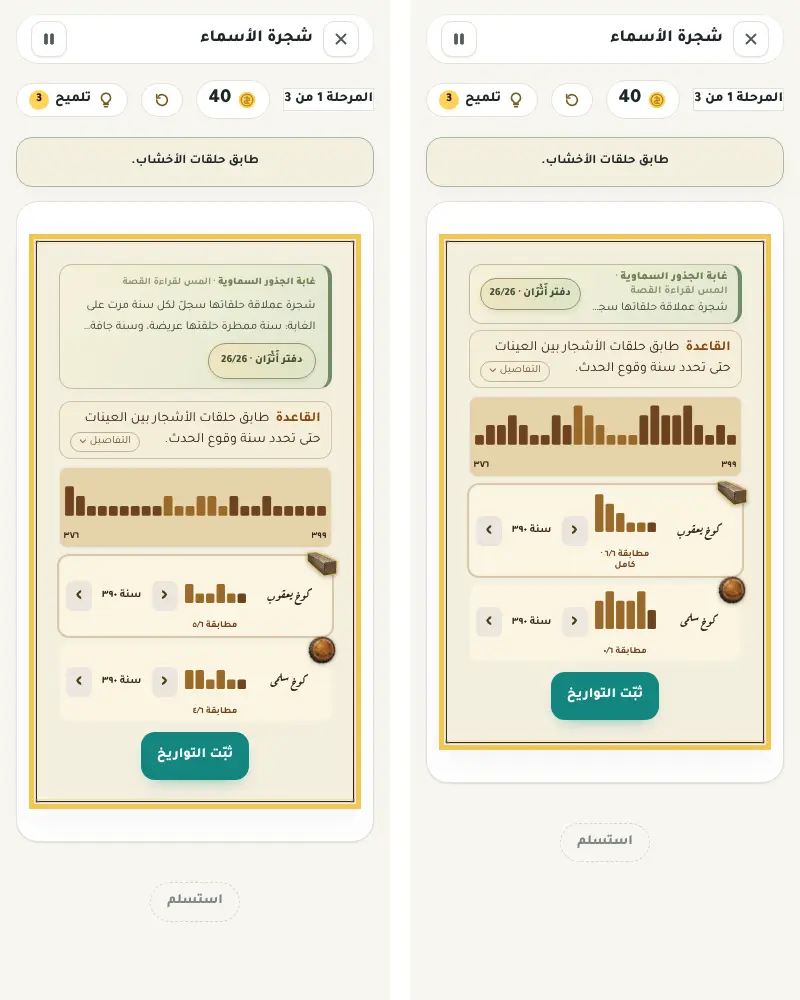 شجرة الأسماء
المرحلة 1 من 3
40
تلميح 3
طابق حلقات الأخشاب.
غابة الجذور السماوية · المس لقراءة القصة
شجرة عملاقة حلقاتها سجلّ لكل سنة مرت على
الغابة: سنة ممطرة حلقتها عريضة، وسنة جافة…
دفتر أثْرَان · 26/26
القاعدة طابق حلقات الأشجار بين العينات
حتى تحدد سنة وقوع الحدث.
التفاصيل
٣٧٦ ٣٩٩
كوخ يعقوب
سنة ٣٩٠
مطابقة ٥/٦
كوخ سلمى
سنة ٣٩٠
مطابقة ٤/٦
ثبّت التواريخ
استسلم
شجرة الأسماء
المرحلة 1 من 3
40
تلميح 3
طابق حلقات الأخشاب.
غابة الجذور السماوية ·
المس لقراءة القصة
شجرة عملاقة حلقاتها سج…
دفتر أثْرَان · 26/26
القاعدة طابق حلقات الأشجار بين العينات
حتى تحدد سنة وقوع الحدث.
التفاصيل
٣٧٦ ٣٩٩
كوخ يعقوب
سنة ٣٩٠
مطابقة ٦/٦ ·
كامل
كوخ سلمى
سنة ٣٩٠
مطابقة ٠/٦
ثبّت التواريخ
استسلم